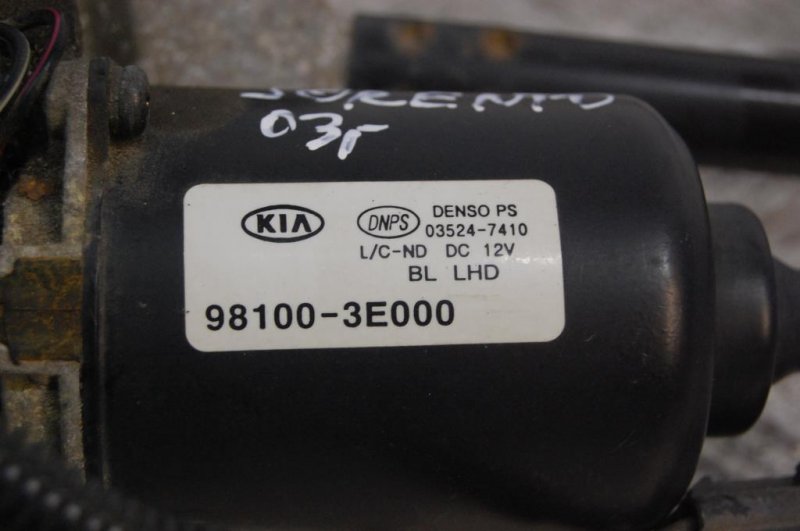 SORENTO
03г
KIA DNPS DENSO PS
03524-7410
L/C-ND DC 12V
BL LHD
98100-3E000